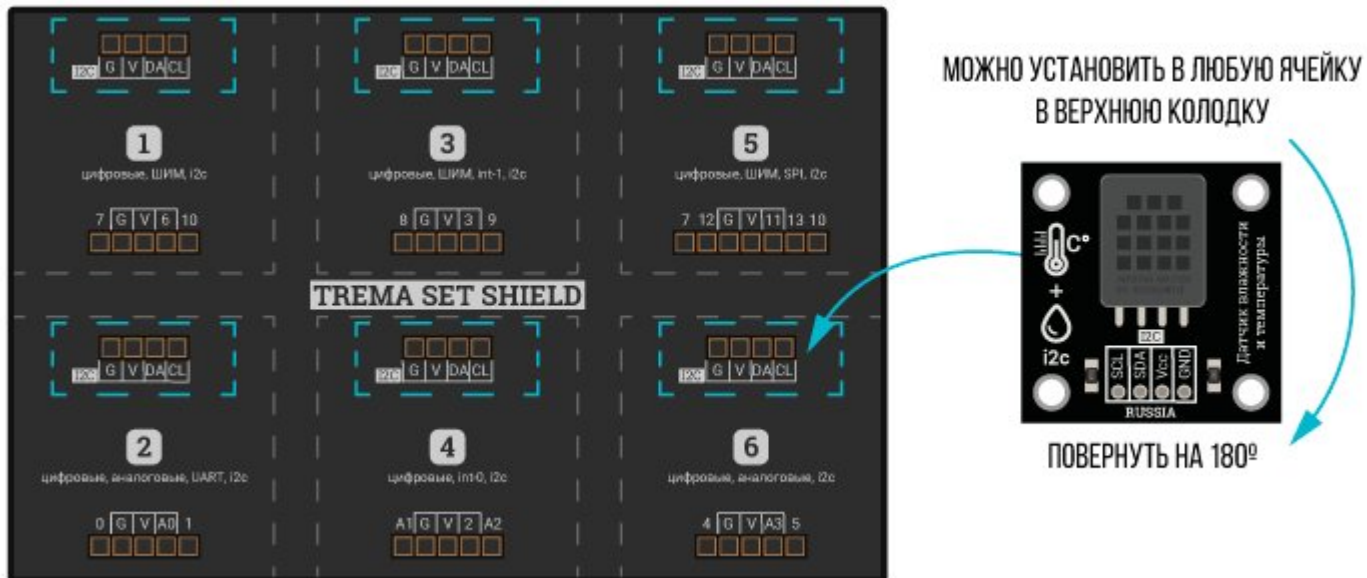 I2C G V DA CL
I2C G V DA CL
I2C G V DA CL
1
3
5
цифровые, ШИМ, i2c
цифровые, ШИМ, int-1, i2c
цифровые, ШИМ, SPI, i2c
7 G V 6 10
8 G V 3 9
7 12 G V 11 13 10
TREMA SET SHIELD
I2C G V DA CL
I2C G V DA CL
I2C G V DA CL
2
4
6
цифровые, аналоговые, UART, i2c
цифровые, int-0, i2c
цифровые, аналоговые, i2c
0 G V A0 1
A1 G V 2 A2
4 G V A3 5
МОЖНО УСТАНОВИТЬ В ЛЮБУЮ ЯЧЕЙКУ
В ВЕРХНЮЮ КОЛОДКУ
C°
+
i2c
I2C
SCL
SDA
Vcc
GND
RUSSIA
Датчик влажности
и температуры
ПОВЕРНУТЬ НА 180º